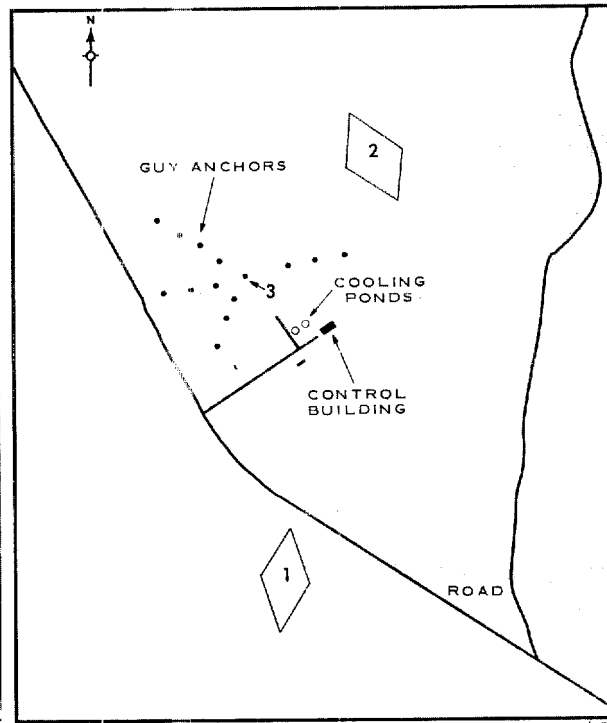 N
2
GUY ANCHORS
3
COOLING
PONDS
CONTROL
BUILDING
1
ROAD